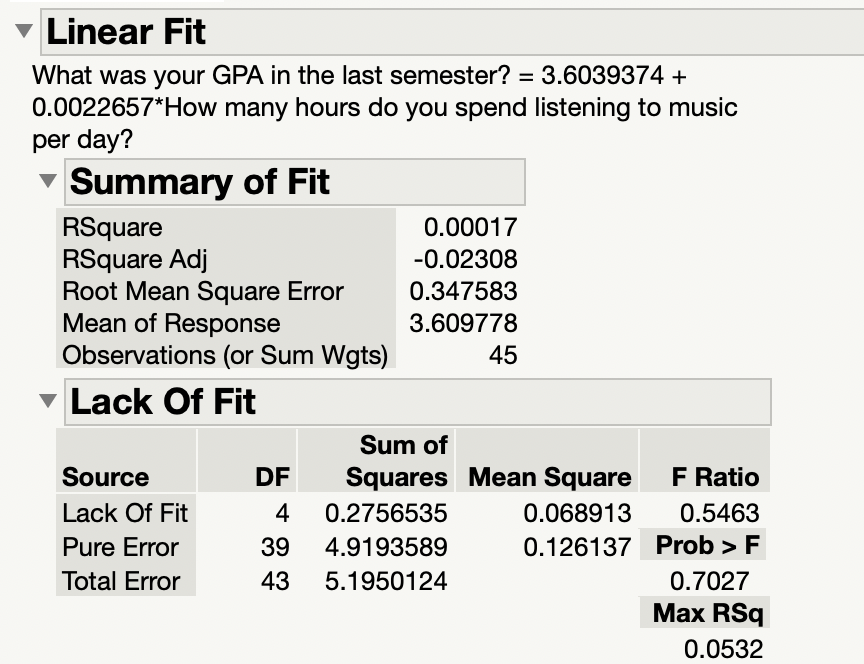 Linear Fit
What was your GPA in the last semester? = 3.6039374 +
0.0022657*How many hours do you spend listening to music
per day?
Summary of Fit
RSquare 0.00017
RSquare Adj -0.02308
Root Mean Square Error 0.347583
Mean of Response 3.609778
Observations (or Sum Wgts) 45
Lack Of Fit
Sum of
Source DF Squares Mean Square F Ratio
Lack Of Fit 4 0.2756535 0.068913 0.5463
Pure Error 39 4.9193589 0.126137 Prob > F
Total Error 43 5.1950124 0.7027
Max RSq
0.0532